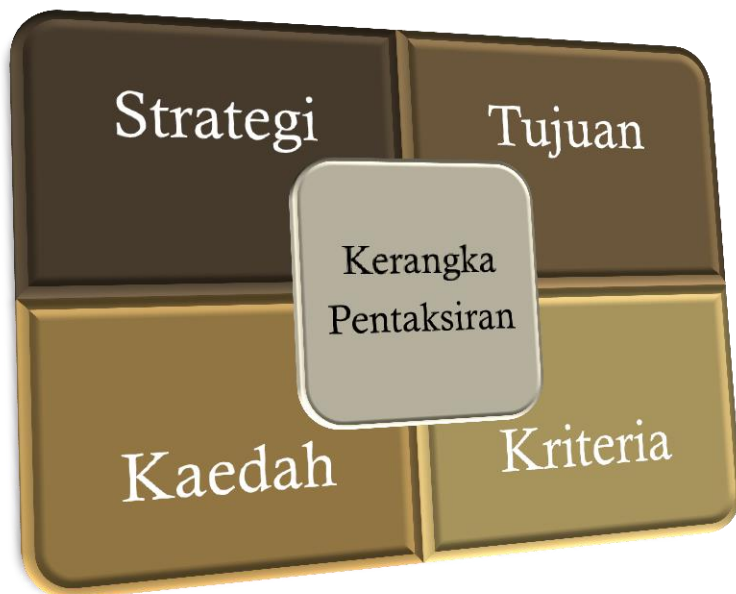 Strategi
Tujuan
Kerangka
Pentaksiran
Kaedah
Kriteria